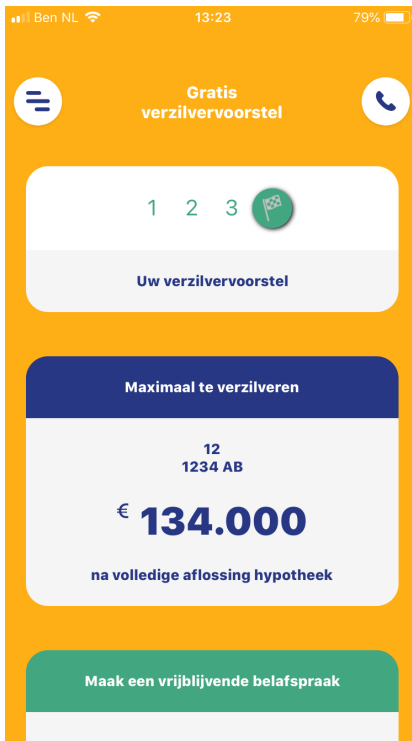 Ben NL 13:23 79%
Gratis
verzilvervoorstel
1 2 3
Uw verzilvervoorstel
Maximaal te verzilveren
12
1234 AB
€ 134.000
na volledige aflossing hypotheek
Maak een vrijblijvende belafspraak